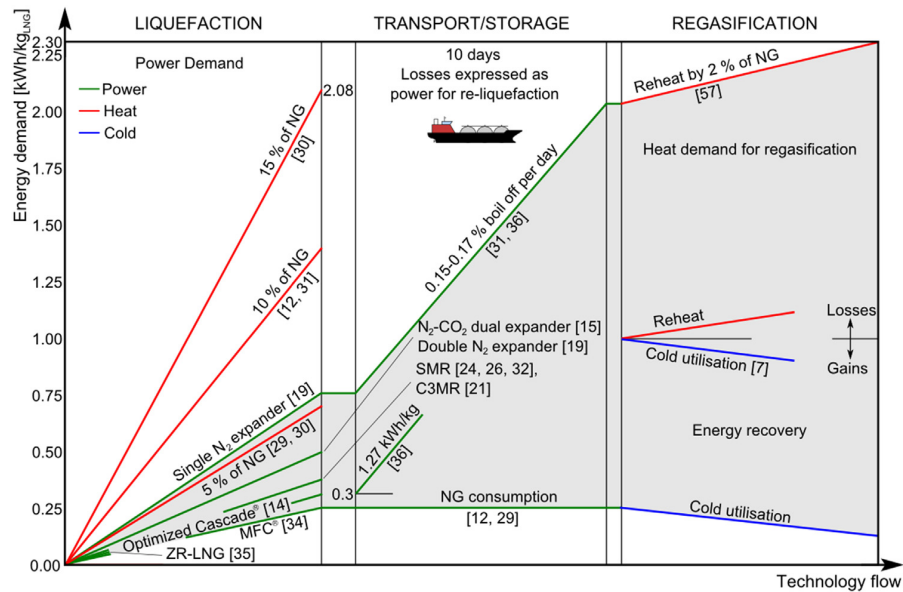 LIQUEFACTION
TRANSPORT/STORAGE
REGASIFICATION
Energy demand [kWh/kg_LNG]
2.30
2.25
2.00
1.75
1.50
1.25
1.00
0.75
0.50
0.25
0.00
Power Demand
Power
Heat
Cold
15 % of NG
[30]
2.08
10 % of NG
[12, 31]
Single N₂ expander [19]
5 % of NG [29, 30]
Optimized Cascade® [14]
MFC® [34]
ZR-LNG [35]
10 days
Losses expressed as
power for re-liquefaction
0.15-0.17 % boil off per day
[31, 36]
N₂-CO₂ dual expander [15]
Double N₂ expander [19]
SMR [24, 26, 32],
C3MR [21]
1.27 kWh/kg
[36]
0.3
NG consumption
[12, 29]
Reheat by 2 % of NG
[57]
Heat demand for regasification
Reheat
Cold utilisation [7]
Losses
Gains
Energy recovery
Cold utilisation
Technology flow